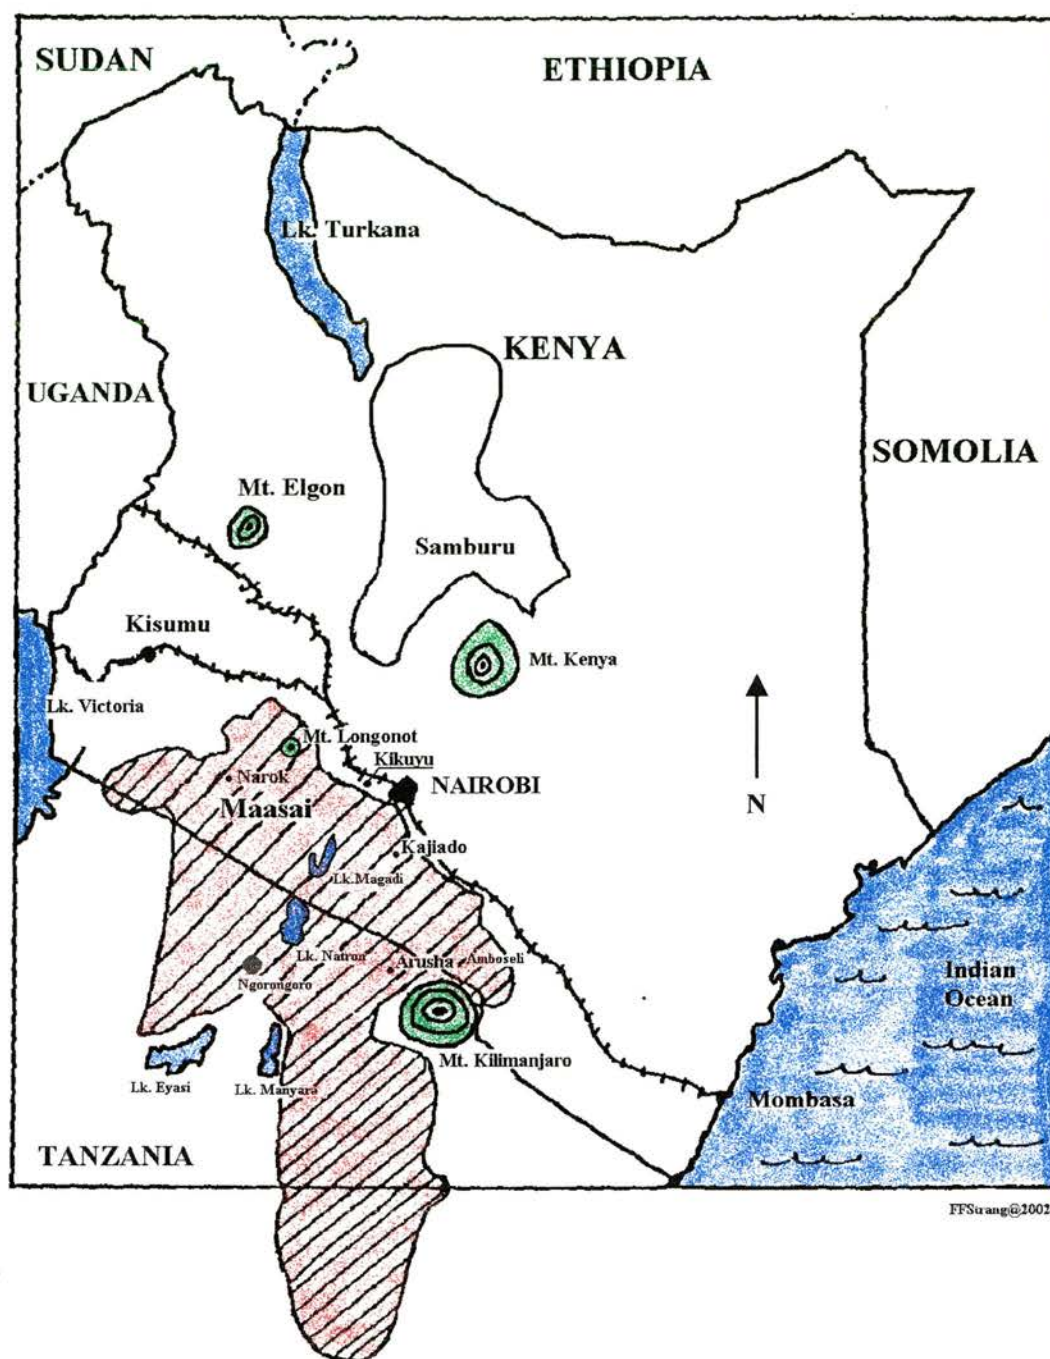 SUDAN
ETHIOPIA
Lk. Turkana
KENYA
UGANDA
SOMOLIA
Mt. Elgon
Samburu
Kisumu
Mt. Kenya
Lk. Victoria
Mt. Longonot
Kikuyu
Narok
NAIROBI
Maasai
N
Kajiado
Lk.Magadi
Lk. Natron
Arusha
Amboseli
Ngorongoro
Indian
Ocean
Mt. Kilimanjaro
Lk. Eyasi
Lk. Manyara
Mombasa
TANZANIA
FFStrang@2002